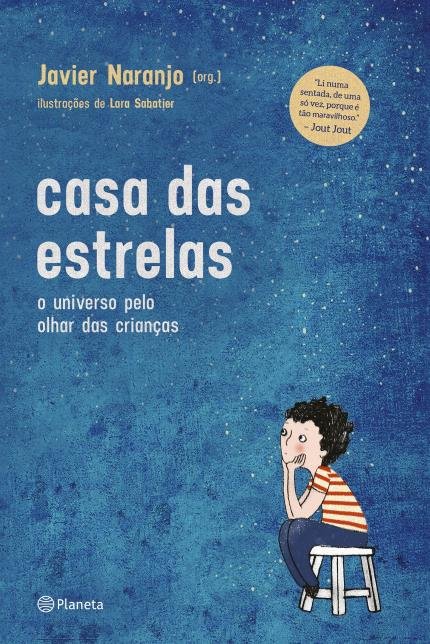 Javier Naranjo (org.)
ilustrações de Lara Sabatier
"Li numa
sentada, de uma
só vez, porque é
tão maravilhoso."
– Jout Jout
casa das
estrelas
o universo pelo
olhar das crianças
Planeta